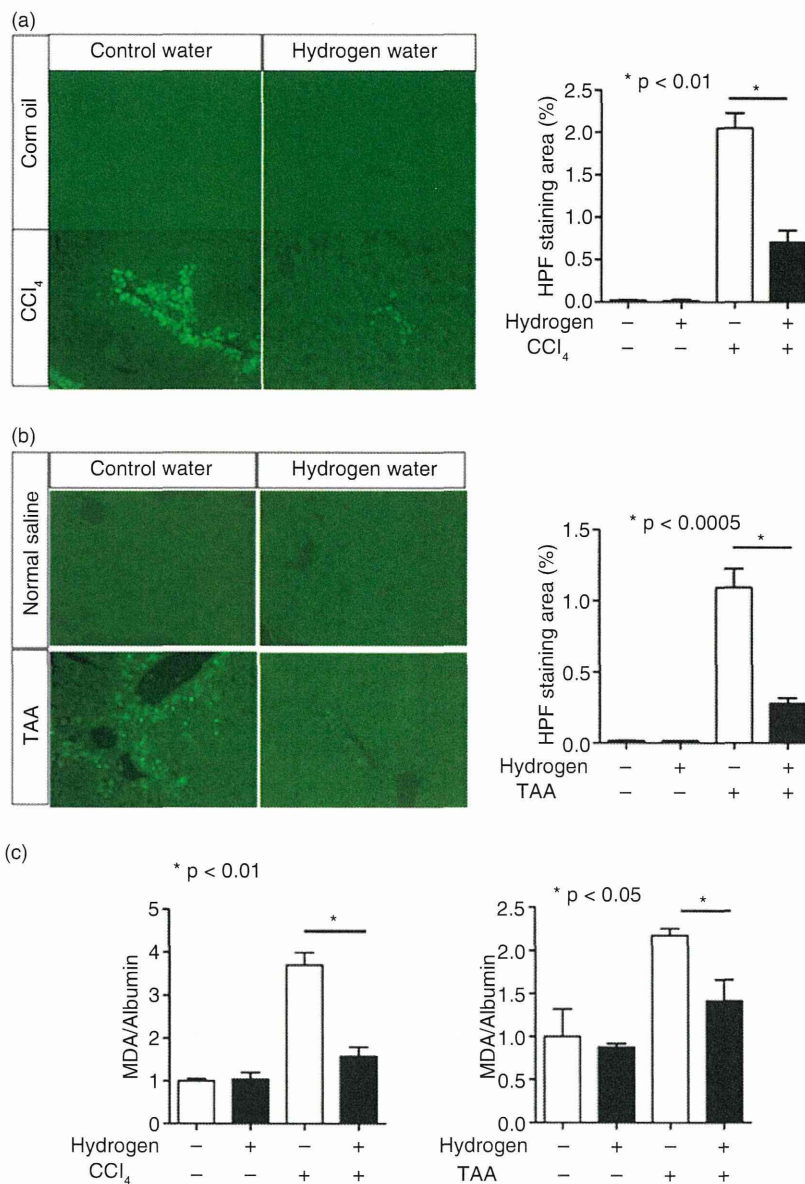 (a)
Control water Hydrogen water
Corn oil
CCl₄
* p < 0.01
*
HPF staining area (%)
2.5
2.0
1.5
1.0
0.5
0.0
Hydrogen − + − +
CCl₄ − − + +
(b)
Control water Hydrogen water
Normal saline
TAA
* p < 0.0005
*
HPF staining area (%)
1.5
1.0
0.5
0.0
Hydrogen − + − +
TAA − − + +
(c)
* p < 0.01
*
MDA/Albumin
5
4
3
2
1
0
Hydrogen − + − +
CCl₄ − − + +
* p < 0.05
*
MDA/Albumin
2.5
2.0
1.5
1.0
0.5
0.0
Hydrogen − + − +
TAA − − + +